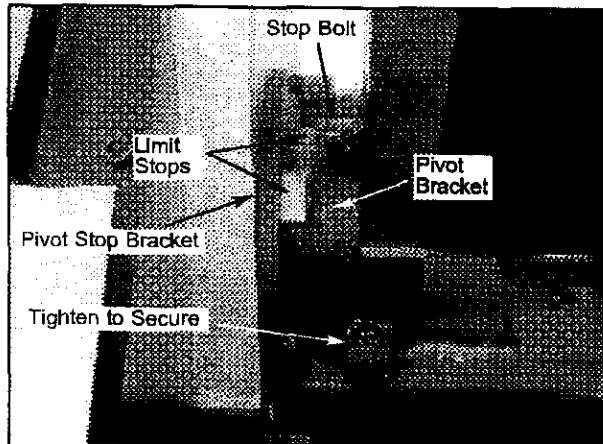 Stop Bolt
Limit
Stops
Pivot
Bracket
Pivot Stop Bracket
Tighten to Secure